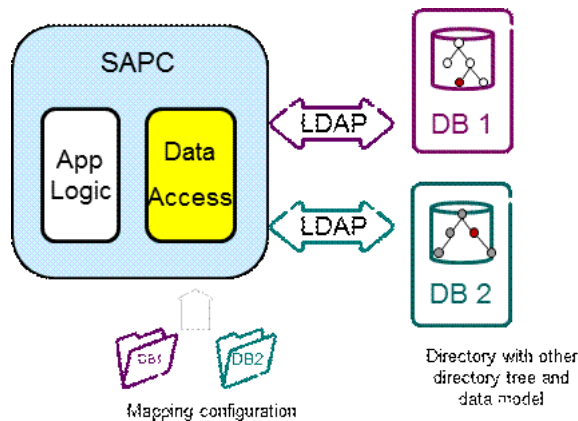 SAPC
App
Logic
Data
Access
LDAP
DB 1
LDAP
DB 2
DB1
DB2
Mapping configuration
Directory with other
directory tree and
data model